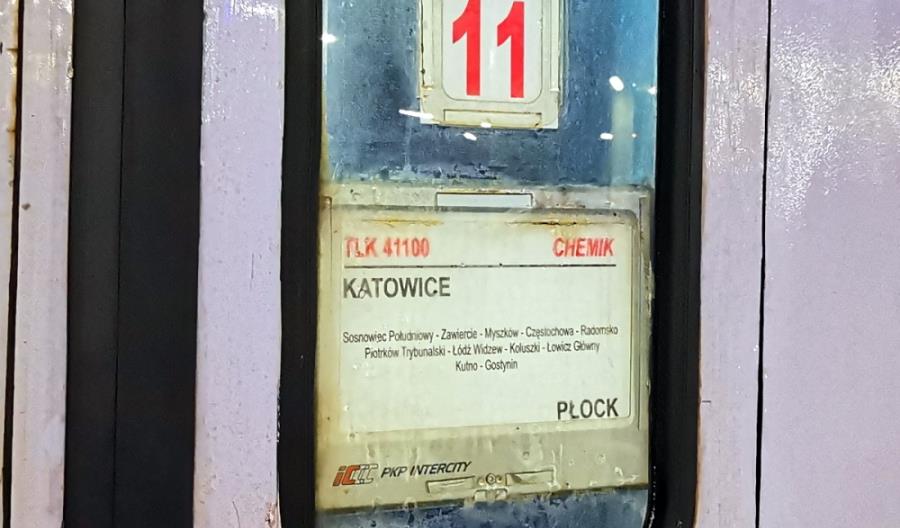 11
TLK 41100 CHEMIK
KATOWICE
Sosnowiec Południowy - Zawiercie - Myszków - Częstochowa - Radomsko
Piotrków Trybunalski - Łódź Widzew - Koluszki - Łowicz Główny
Kutno - Gostynin
PŁOCK
PKP INTERCITY